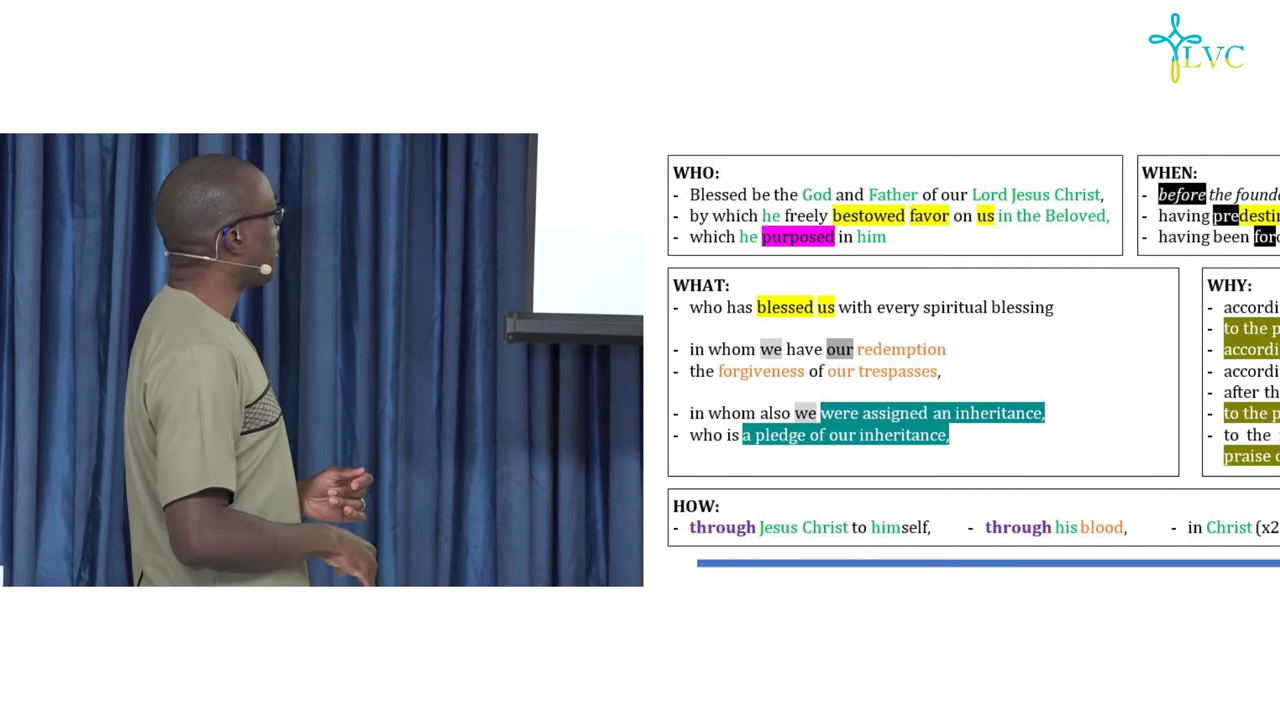 LVC
WHO:
- Blessed be the God and Father of our Lord Jesus Christ,
- by which he freely bestowed favor on us in the Beloved,
- which he purposed in him
WHEN:
- before the founda
- having predestin
- having been for
WHAT:
- who has blessed us with every spiritual blessing
- in whom we have our redemption
- the forgiveness of our trespasses,
- in whom also we were assigned an inheritance,
- who is a pledge of our inheritance,
WHY:
- accordi
- to the p
- accordi
- accordi
- after th
- to the p
- to the
praise o
HOW:
- through Jesus Christ to himself, - through his blood, - in Christ (x2